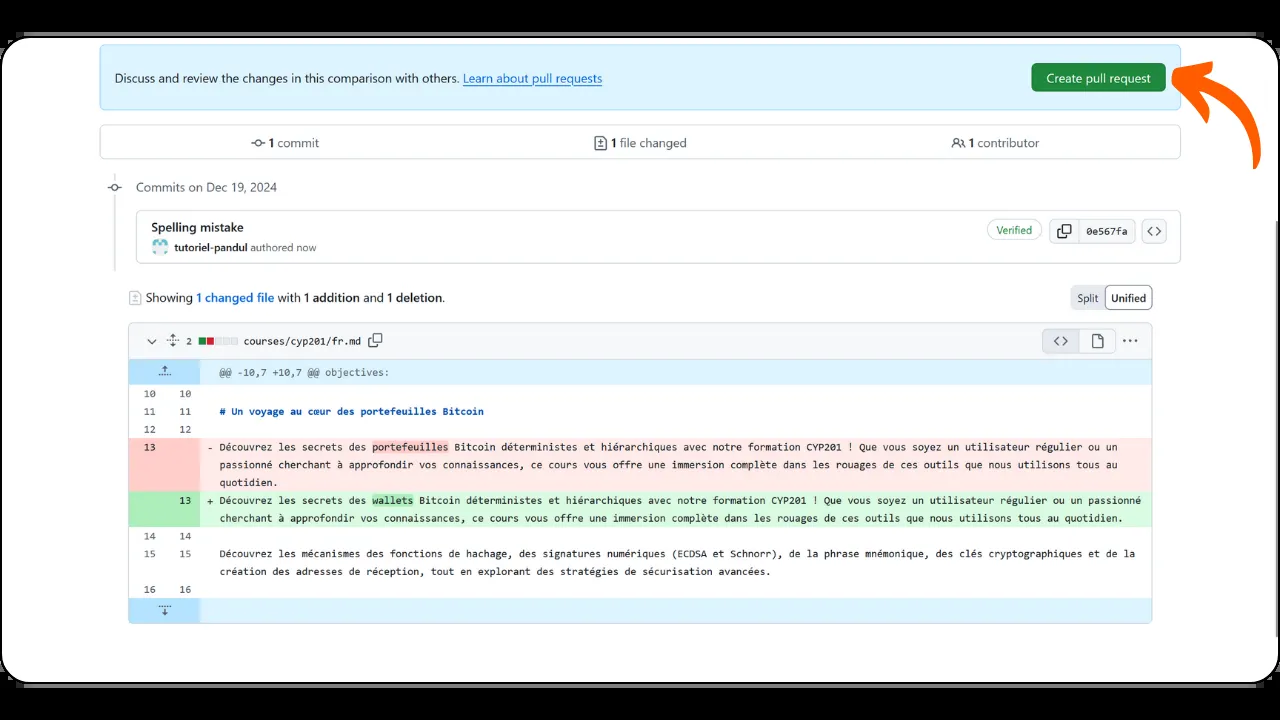 Discuss and review the changes in this comparison with others. Learn about pull requests
Create pull request
1 commit
1 file changed
1 contributor
Commits on Dec 19, 2024
Spelling mistake
tutoriel-pandul authored now
Verified
0e567fa
Showing 1 changed file with 1 addition and 1 deletion.
Split
Unified
2
courses/cyp201/fr.md
@@ -10,7 +10,7 @@ objectives:
10 10
11 11 # Un voyage au cœur des portefeuilles Bitcoin
12 12
13 - Découvrez les secrets des portefeuilles Bitcoin déterministes et hiérarchiques avec notre formation CYP201 ! Que vous soyez un utilisateur régulier ou un
passionné cherchant à approfondir vos connaissances, ce cours vous offre une immersion complète dans les rouages de ces outils que nous utilisons tous au
quotidien.
13 + Découvrez les secrets des wallets Bitcoin déterministes et hiérarchiques avec notre formation CYP201 ! Que vous soyez un utilisateur régulier ou un passionné
cherchant à approfondir vos connaissances, ce cours vous offre une immersion complète dans les rouages de ces outils que nous utilisons tous au quotidien.
14 14
15 15 Découvrez les mécanismes des fonctions de hachage, des signatures numériques (ECDSA et Schnorr), de la phrase mnémonique, des clés cryptographiques et de la
création des adresses de réception, tout en explorant des stratégies de sécurisation avancées.
16 16